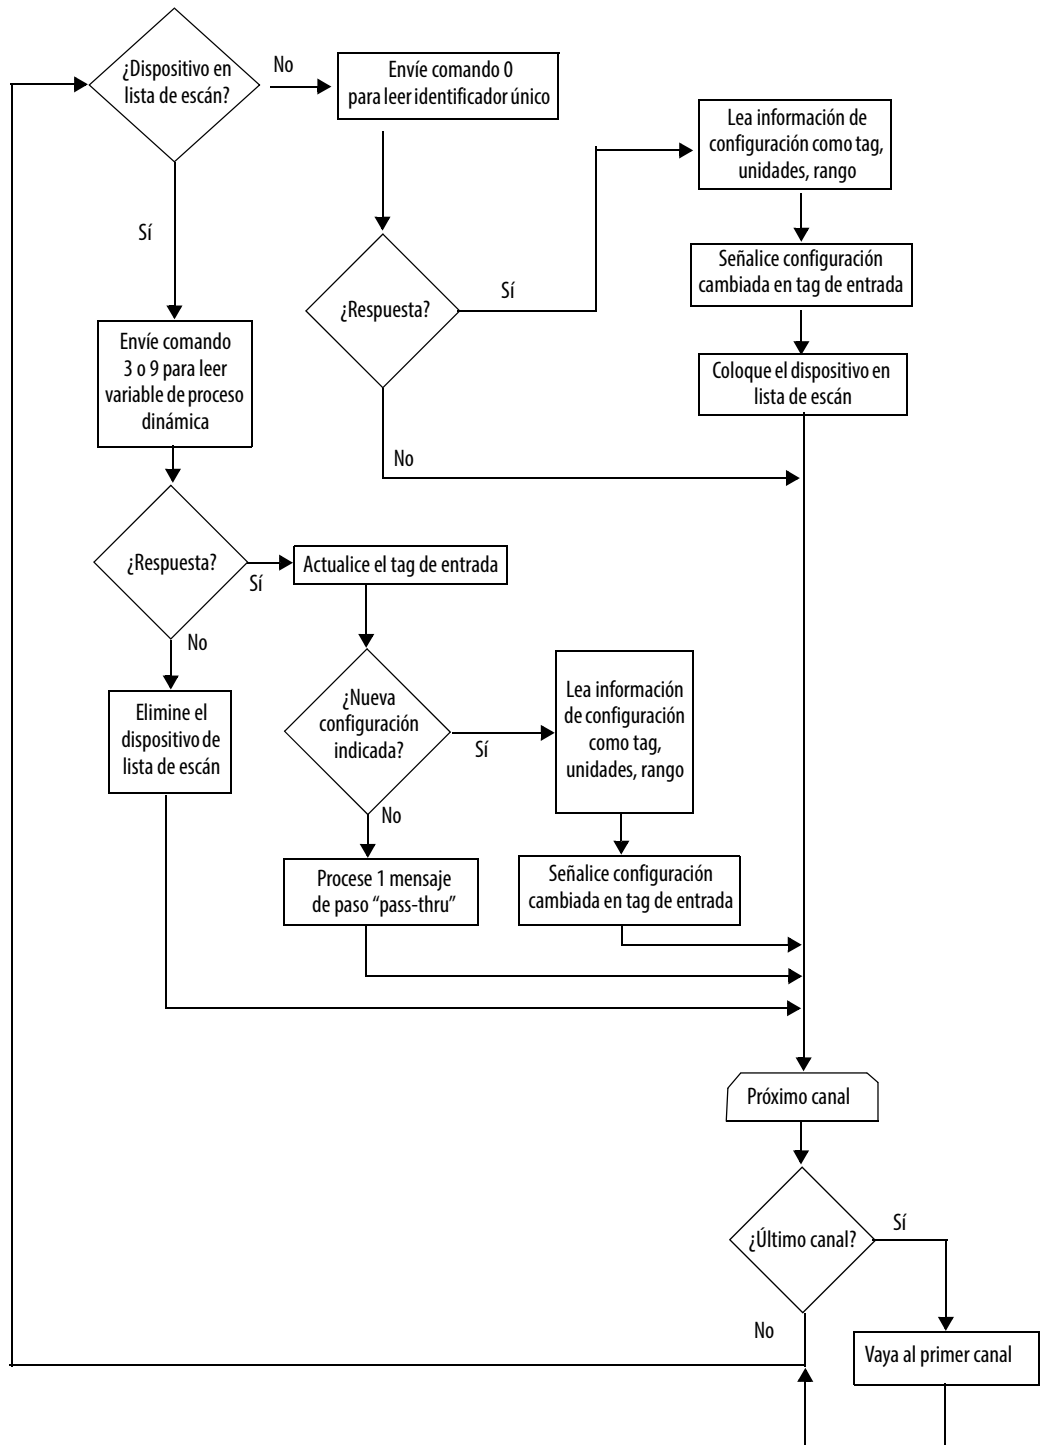 ¿Dispositivo en
lista de escán?
No
Envíe comando 0
para leer identificador único
Lea información de
configuración como tag,
unidades, rango
Sí
Señalice configuración
cambiada en tag de entrada
¿Respuesta?
Sí
Envíe comando
3 o 9 para leer
variable de proceso
dinámica
Coloque el dispositivo en
lista de escán
No
¿Respuesta?
Sí
Actualice el tag de entrada
No
Elimine el
dispositivo de
lista de escán
¿Nueva
configuración
indicada?
Sí
Lea información
de configuración
como tag,
unidades, rango
No
Procese 1 mensaje
de paso “pass-thru”
Señalice configuración
cambiada en tag de entrada
Próximo canal
¿Último canal?
Sí
No
Vaya al primer canal